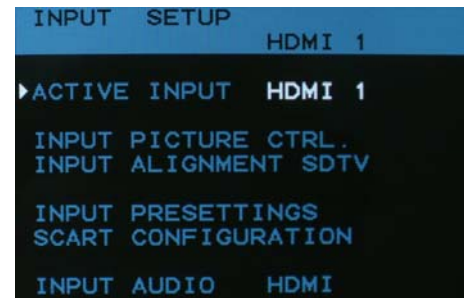 INPUT SETUP
HDMI 1
ACTIVE INPUT HDMI 1
INPUT PICTURE CTRL.
INPUT ALIGNMENT SDTV
INPUT PRESETTINGS
SCART CONFIGURATION
INPUT AUDIO HDMI